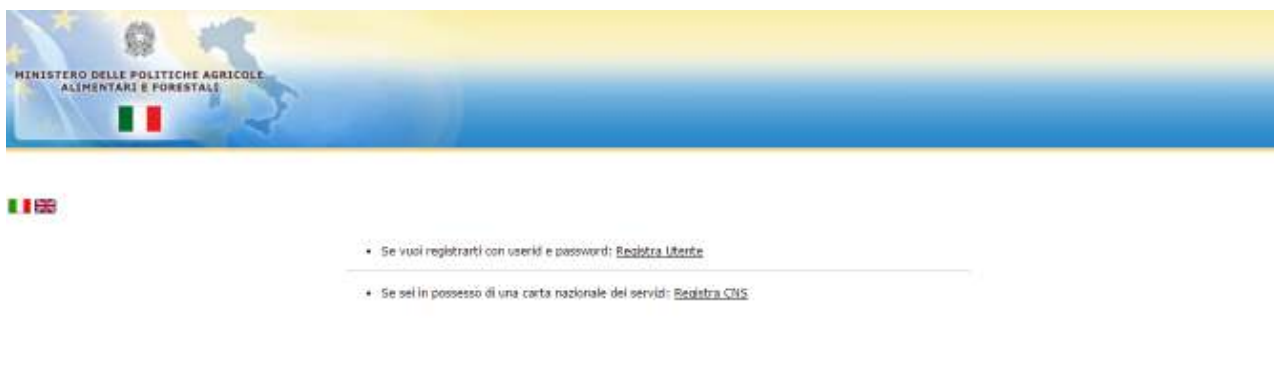 MINISTERO DELLE POLITICHE AGRICOLE
ALIMENTARI E FORESTALI
• Se vuoi registrarti con userid e password: Registra Utente
• Se sei in possesso di una carta nazionale dei servizi: Registra CNS